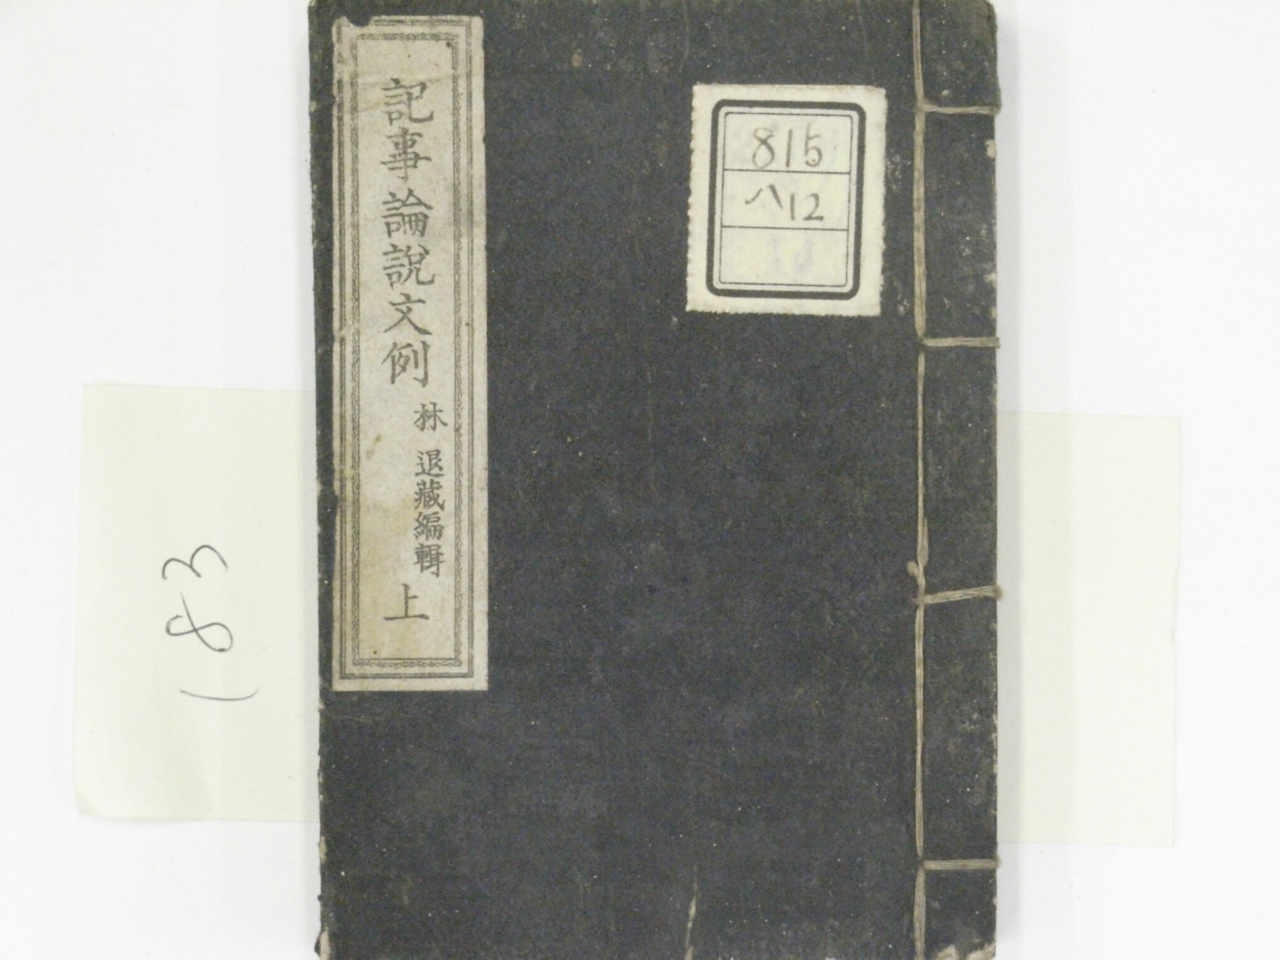 記事論說文例
林 退藏編輯
上
815
ハ12
183